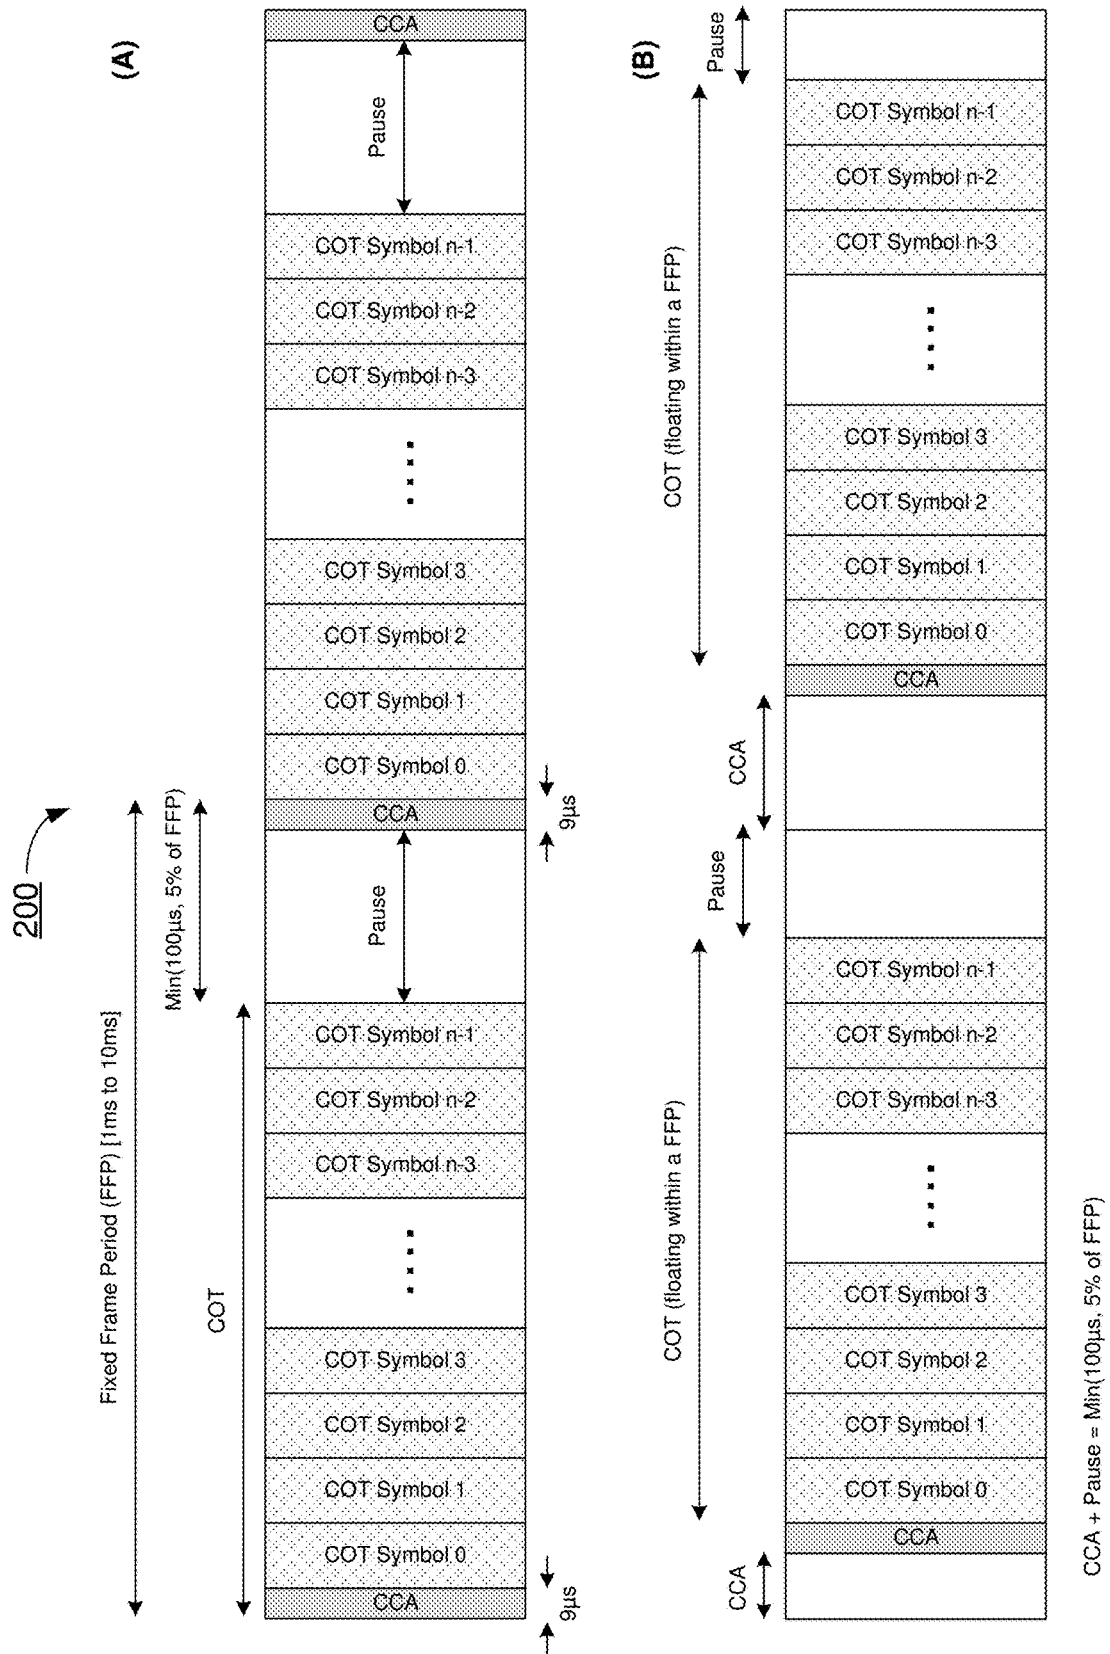 200
(A)
Fixed Frame Period (FFP) [1ms to 10ms]
Min(100µs, 5% of FFP)
COT
CCA
COT Symbol 0
COT Symbol 1
COT Symbol 2
COT Symbol 3
COT Symbol n-3
COT Symbol n-2
COT Symbol n-1
Pause
CCA
COT Symbol 0
COT Symbol 1
COT Symbol 2
COT Symbol 3
COT Symbol n-3
COT Symbol n-2
COT Symbol n-1
Pause
CCA
9µs
9µs
(B)
CCA
COT (floating within a FFP)
Pause
CCA
COT (floating within a FFP)
Pause
CCA
COT Symbol 0
COT Symbol 1
COT Symbol 2
COT Symbol 3
COT Symbol n-3
COT Symbol n-2
COT Symbol n-1
CCA
COT Symbol 0
COT Symbol 1
COT Symbol 2
COT Symbol 3
COT Symbol n-3
COT Symbol n-2
COT Symbol n-1
CCA + Pause = Min(100µs, 5% of FFP)